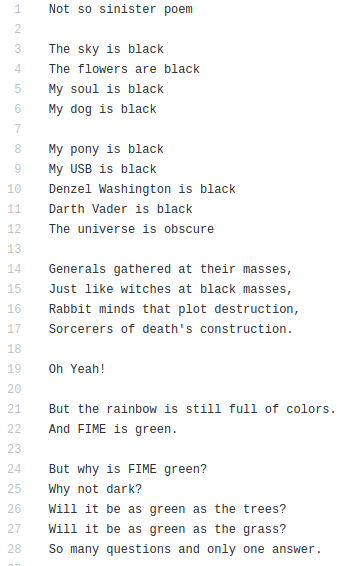 1 Not so sinister poem
2
3 The sky is black
4 The flowers are black
5 My soul is black
6 My dog is black
7
8 My pony is black
9 My USB is black
10 Denzel Washington is black
11 Darth Vader is black
12 The universe is obscure
13
14 Generals gathered at their masses,
15 Just like witches at black masses,
16 Rabbit minds that plot destruction,
17 Sorcerers of death's construction.
18
19 Oh Yeah!
20
21 But the rainbow is still full of colors.
22 And FIME is green.
23
24 But why is FIME green?
25 Why not dark?
26 Will it be as green as the trees?
27 Will it be as green as the grass?
28 So many questions and only one answer.